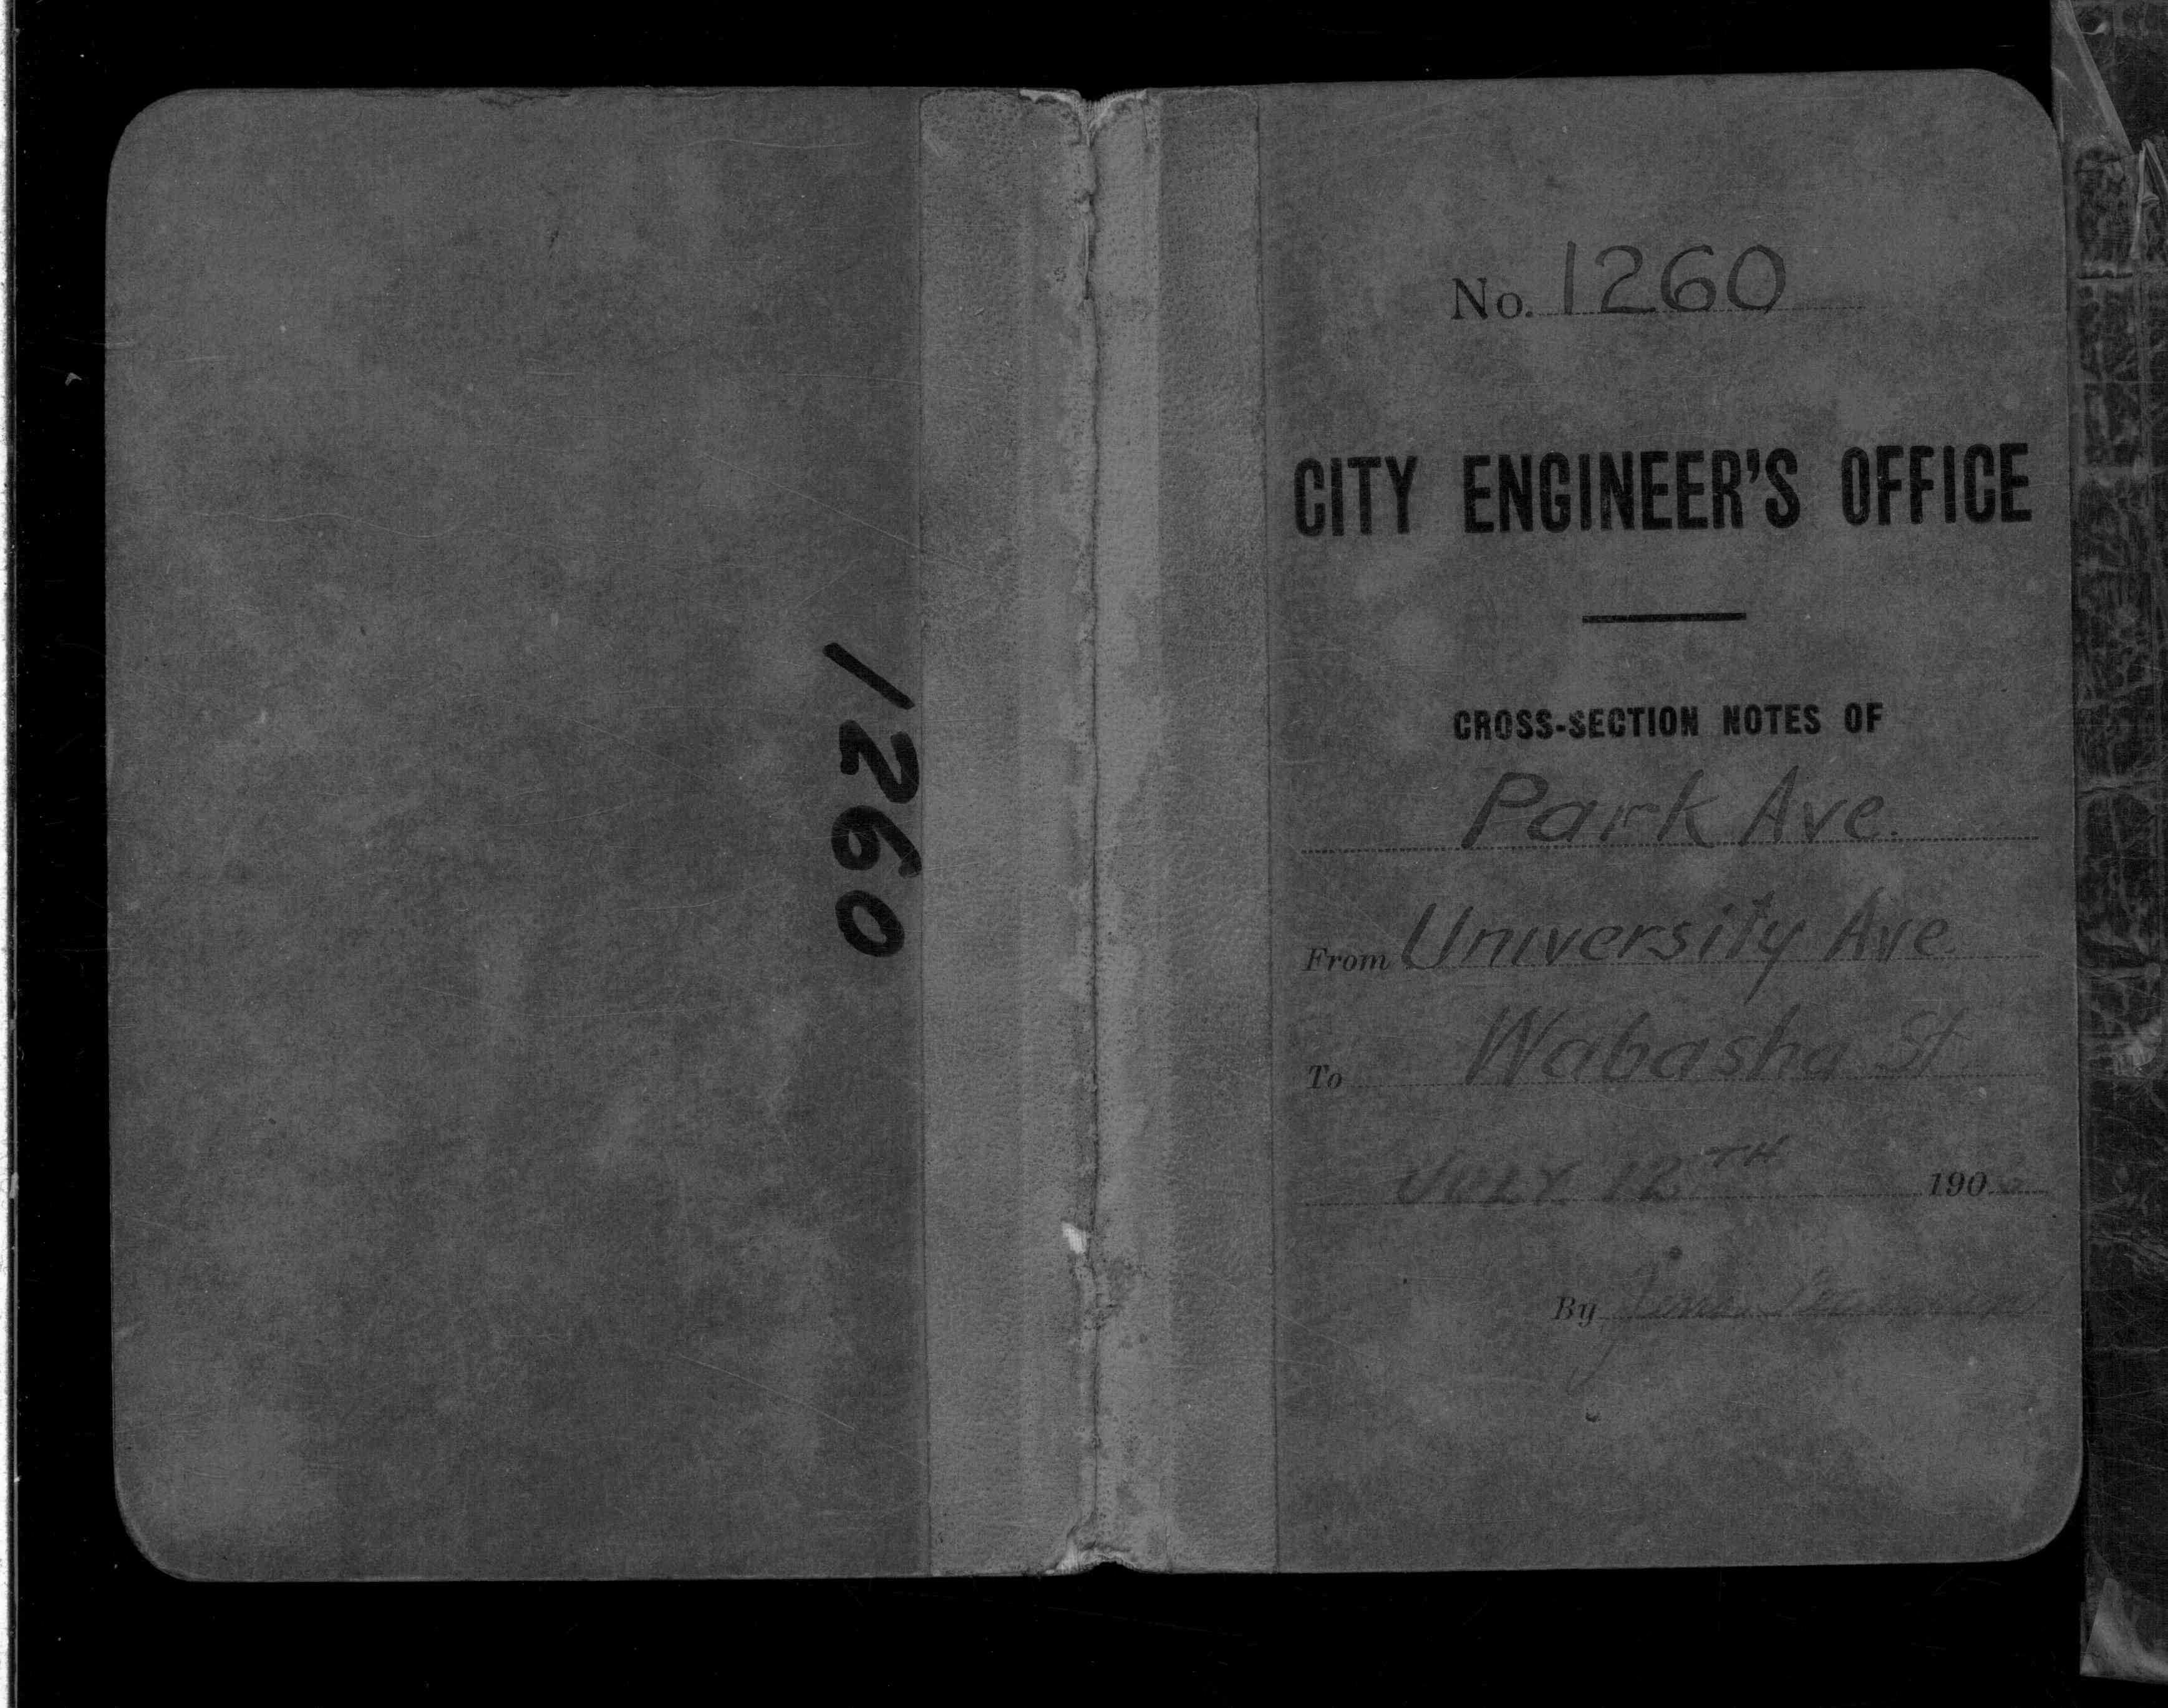 1260
No. 1260
CITY ENGINEER'S OFFICE
CROSS-SECTION NOTES OF
Park Ave.
From University Ave.
To Wabasha St.
JULY 12TH 190
By